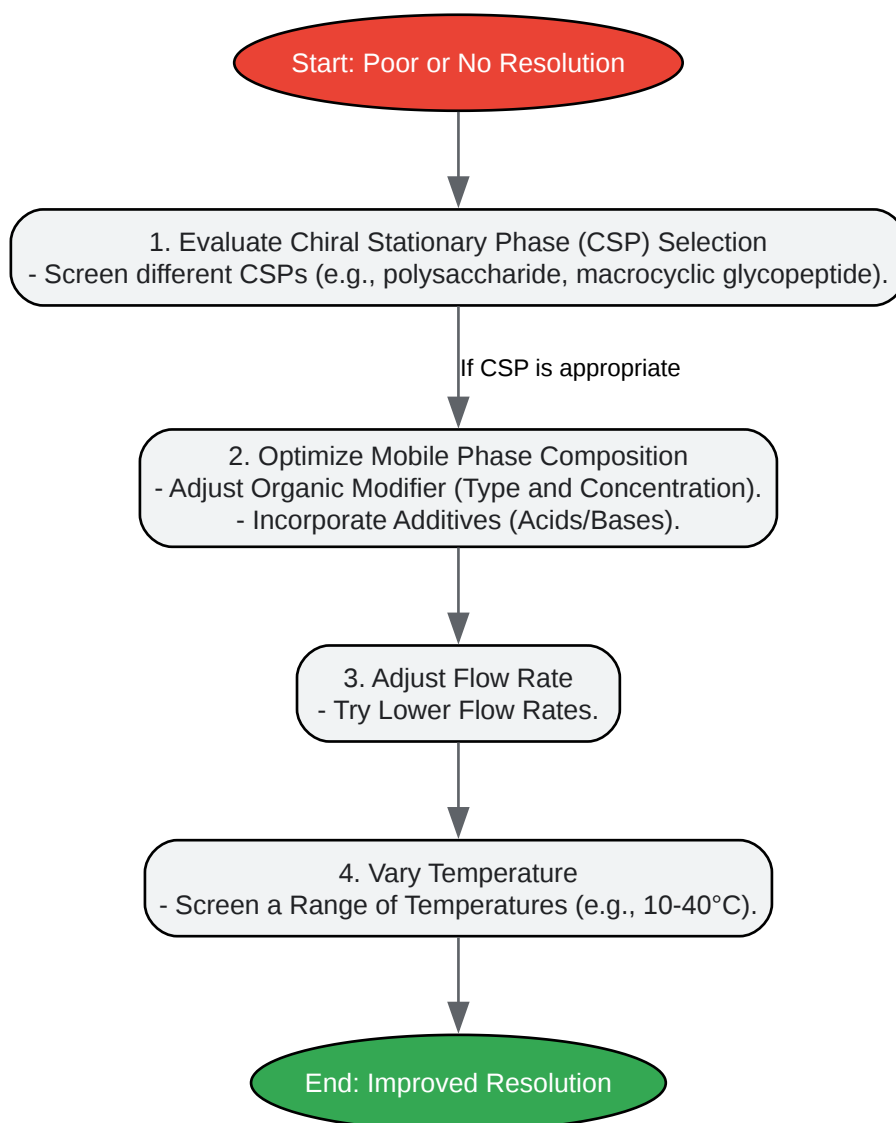 Start: Poor or No Resolution
1. Evaluate Chiral Stationary Phase (CSP) Selection
- Screen different CSPs (e.g., polysaccharide, macrocyclic glycopeptide).
If CSP is appropriate
2. Optimize Mobile Phase Composition
- Adjust Organic Modifier (Type and Concentration).
- Incorporate Additives (Acids/Bases).
3. Adjust Flow Rate
- Try Lower Flow Rates.
4. Vary Temperature
- Screen a Range of Temperatures (e.g., 10-40°C).
End: Improved Resolution